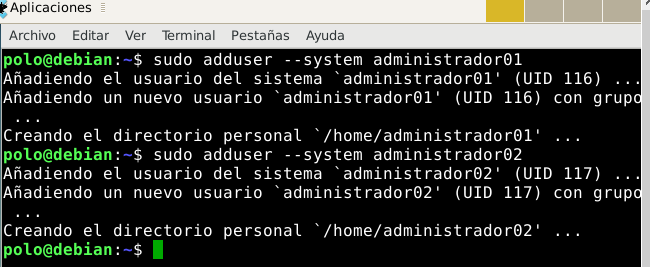 Aplicaciones
Archivo Editar Ver Terminal Pestañas Ayuda
polo@debian:~$ sudo adduser --system administrador01
Añadiendo el usuario del sistema `administrador01' (UID 116) ...
Añadiendo un nuevo usuario `administrador01' (UID 116) con grupo
...
Creando el directorio personal `/home/administrador01' ...
polo@debian:~$ sudo adduser --system administrador02
Añadiendo el usuario del sistema `administrador02' (UID 117) ...
Añadiendo un nuevo usuario `administrador02' (UID 117) con grupo
...
Creando el directorio personal `/home/administrador02' ...
polo@debian:~$